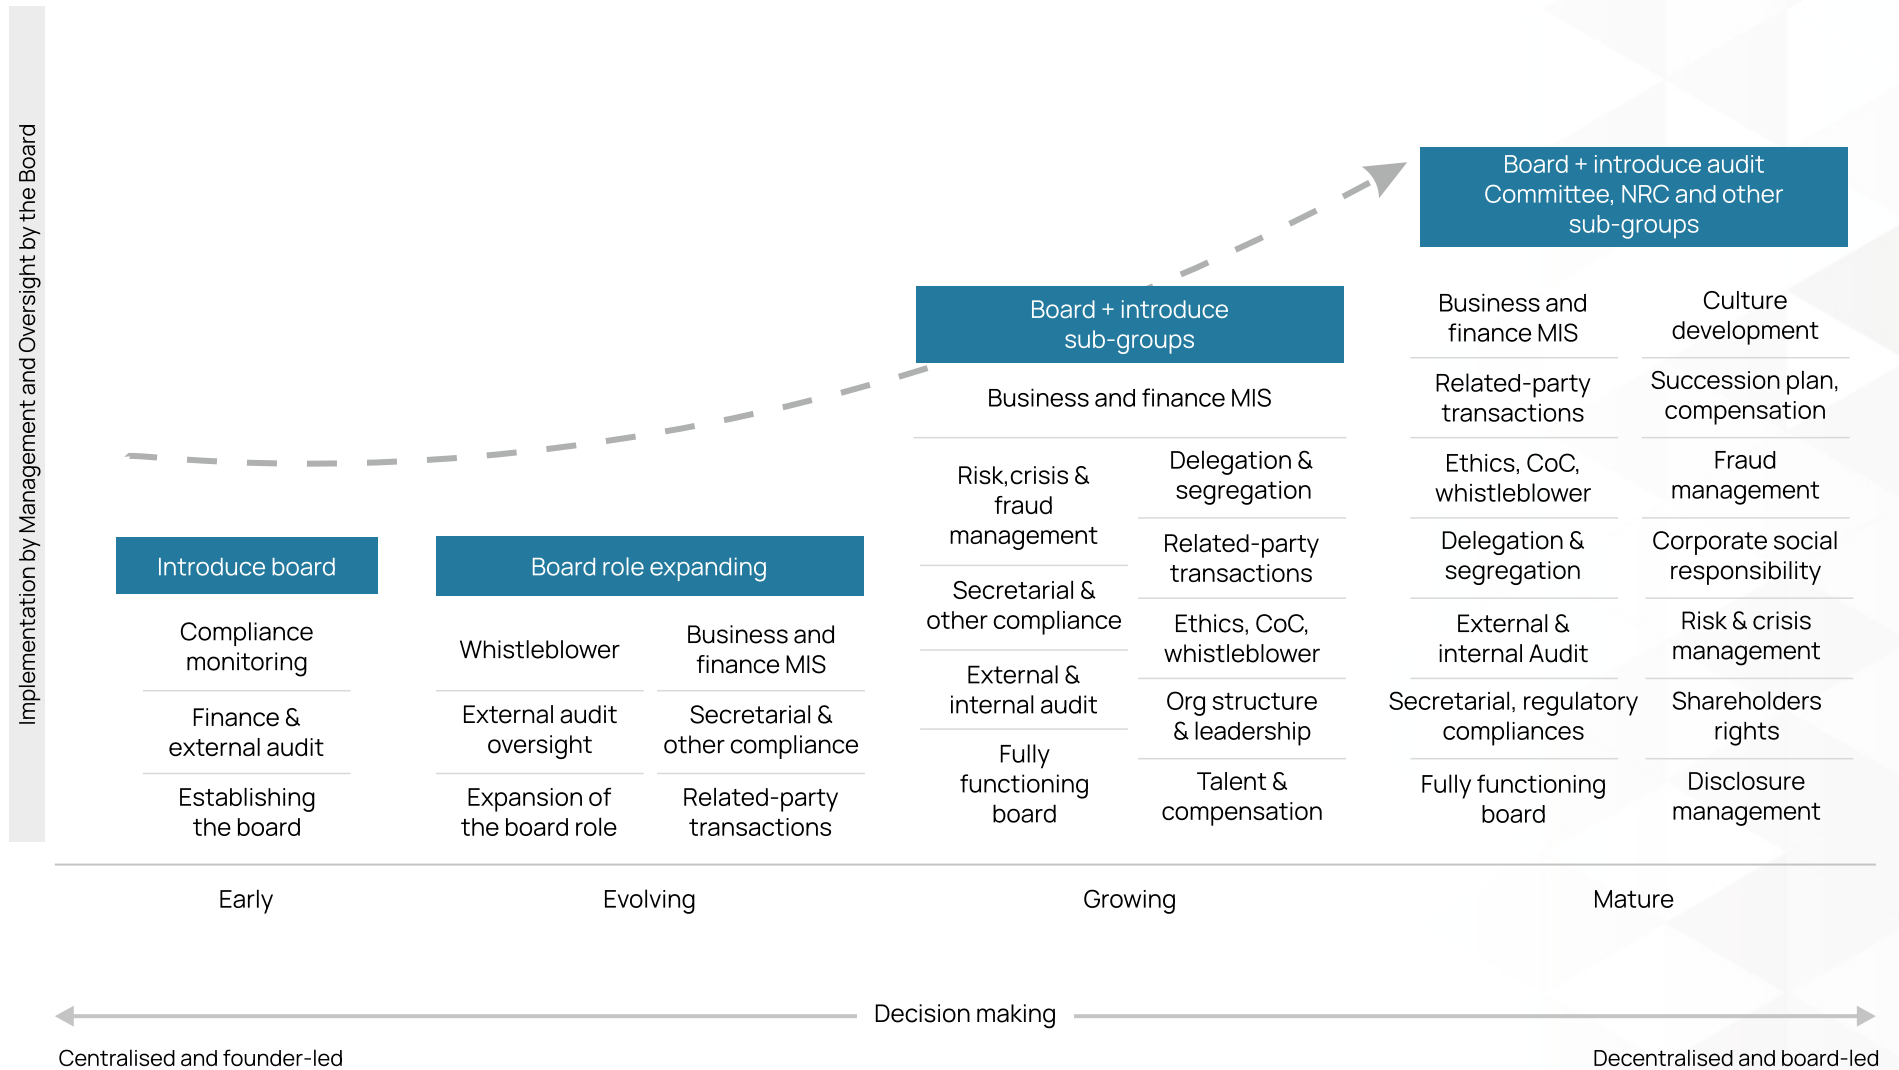 Implementation by Management and Oversight by the Board
Introduce board
Compliance
monitoring
Finance &
external audit
Establishing
the board
Board role expanding
Whistleblower
External audit
oversight
Expansion of
the board role
Business and
finance MIS
Secretarial &
other compliance
Related-party
transactions
Board + introduce
sub-groups
Business and finance MIS
Risk,crisis &
fraud
management
Secretarial &
other compliance
External &
internal audit
Fully
functioning
board
Delegation &
segregation
Related-party
transactions
Ethics, CoC,
whistleblower
Org structure
& leadership
Talent &
compensation
Board + introduce audit
Committee, NRC and other
sub-groups
Business and
finance MIS
Related-party
transactions
Ethics, CoC,
whistleblower
Delegation &
segregation
External &
internal Audit
Secretarial, regulatory
compliances
Fully functioning
board
Culture
development
Succession plan,
compensation
Fraud
management
Corporate social
responsibility
Risk & crisis
management
Shareholders
rights
Disclosure
management
Early
Evolving
Growing
Mature
Decision making
Centralised and founder-led
Decentralised and board-led